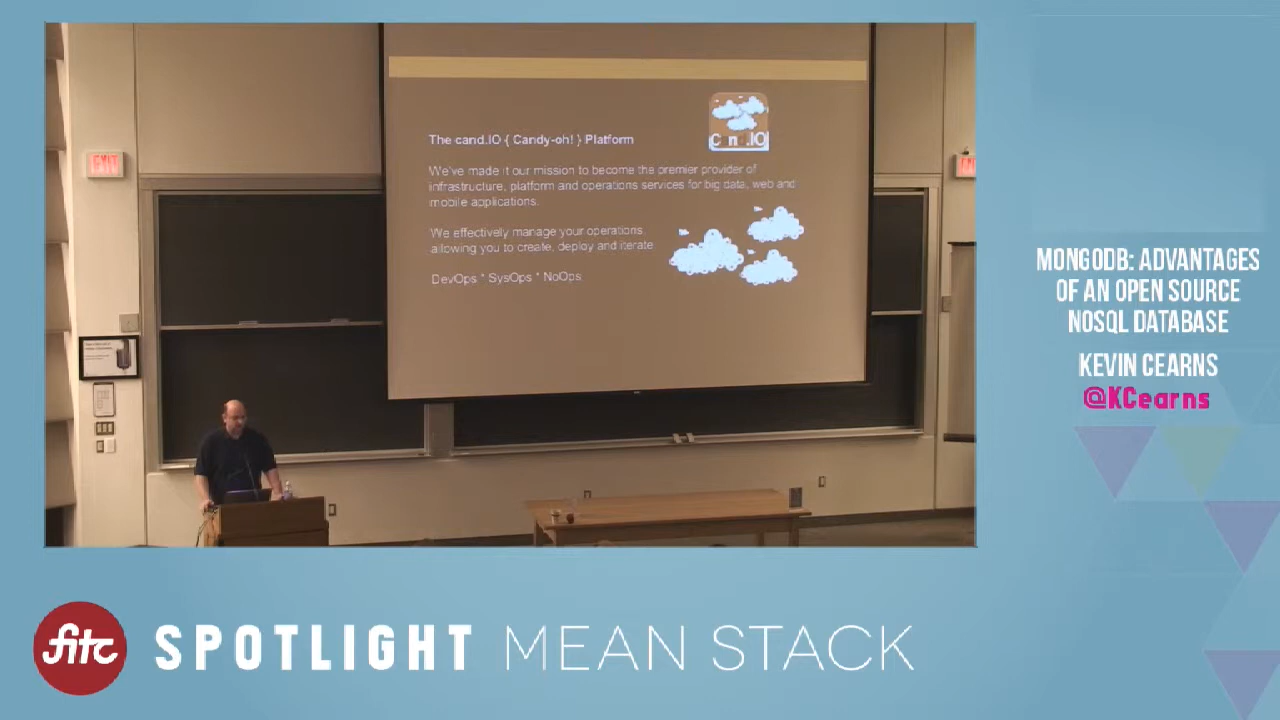 The cand.IO { Candy-oh! } Platform
We've made it our mission to become the premier provider of
infrastructure, platform and operations services for big data, web and
mobile applications.
We effectively manage your operations,
allowing you to create, deploy and iterate
DevOps * SysOps * NoOps
EXIT
MONGODB: ADVANTAGES
OF AN OPEN SOURCE
NOSQL DATABASE
KEVIN CEARNS
@KCearns
fitc SPOTLIGHT MEAN STACK